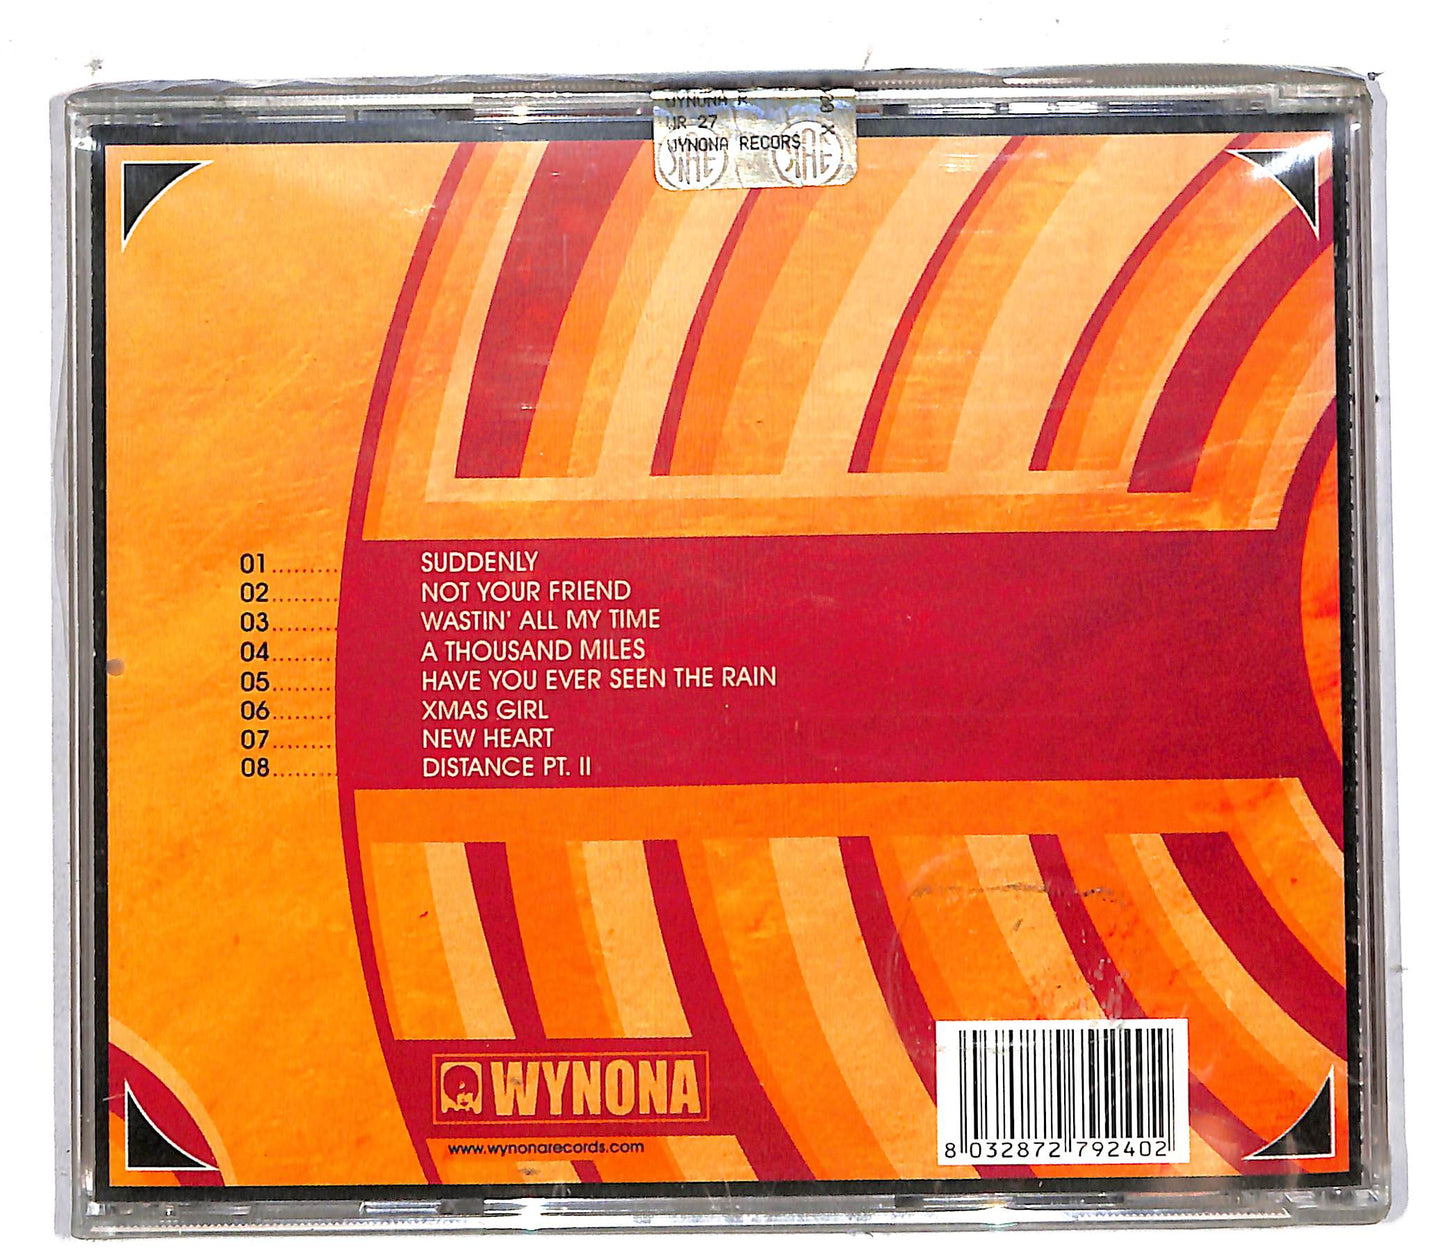 WYNONA R
WR 27
WYNONA RECORS
SIAE SIAE
01.......... SUDDENLY
02.......... NOT YOUR FRIEND
03.......... WASTIN' ALL MY TIME
04.......... A THOUSAND MILES
05.......... HAVE YOU EVER SEEN THE RAIN
06.......... XMAS GIRL
07.......... NEW HEART
08.......... DISTANCE PT. II
WYNONA
www.wynonarecords.com
8 032872 792402